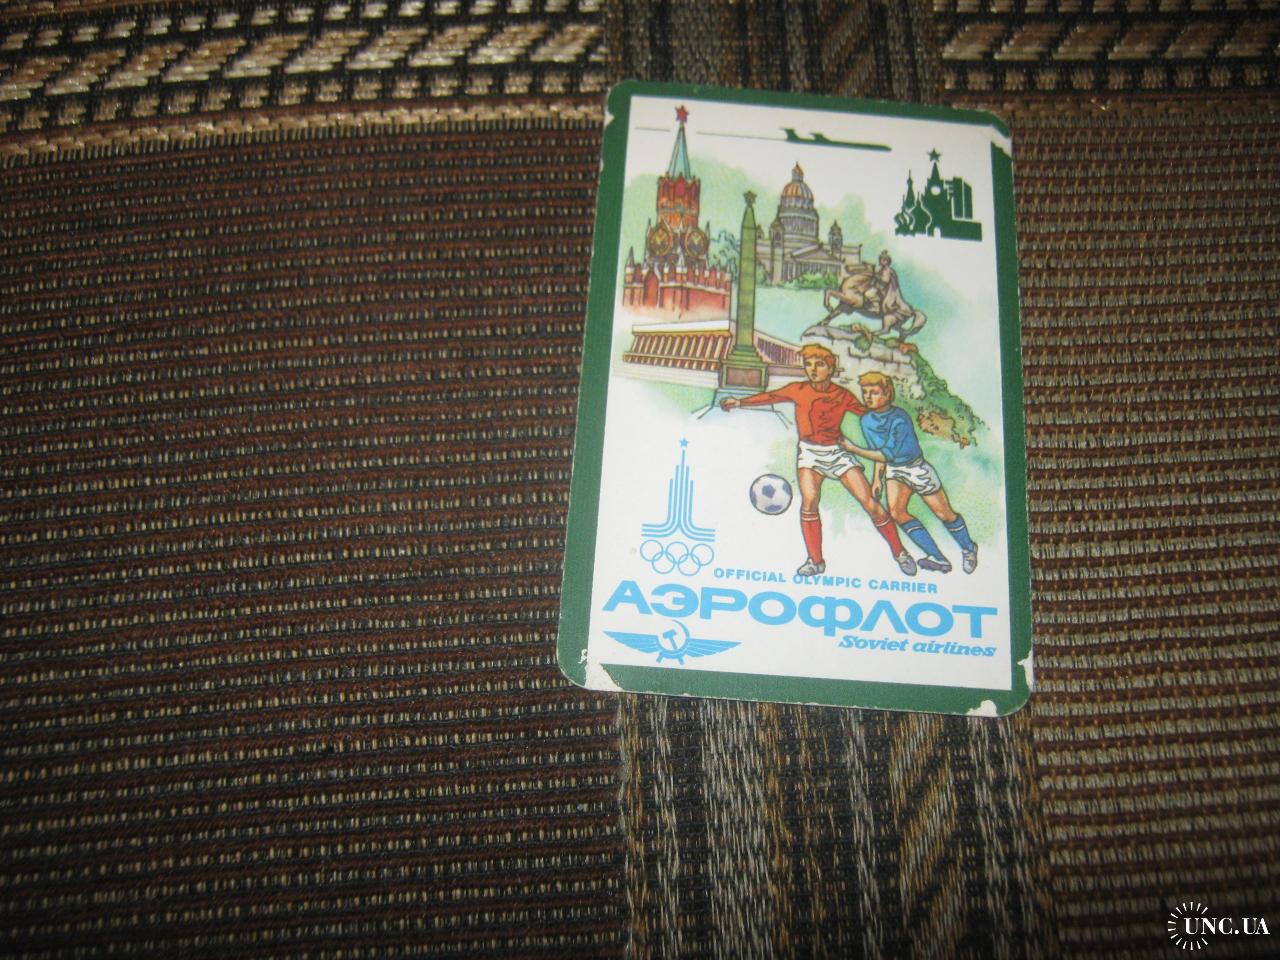 OFFICIAL OLYMPIC CARRIER
АЭРОФЛОТ
Soviet airlines
UNC.UA